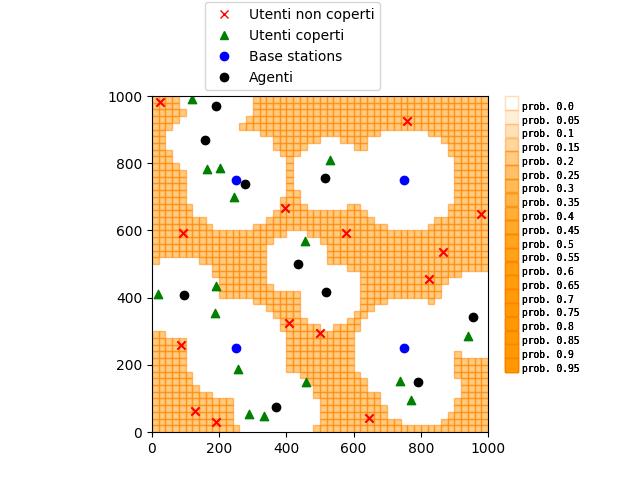 Utenti non coperti
Utenti coperti
Base stations
Agenti
1000
800
600
400
200
0
0
200
400
600
800
1000
prob. 0.0
prob. 0.05
prob. 0.1
prob. 0.15
prob. 0.2
prob. 0.25
prob. 0.3
prob. 0.35
prob. 0.4
prob. 0.45
prob. 0.5
prob. 0.55
prob. 0.6
prob. 0.65
prob. 0.7
prob. 0.75
prob. 0.8
prob. 0.85
prob. 0.9
prob. 0.95